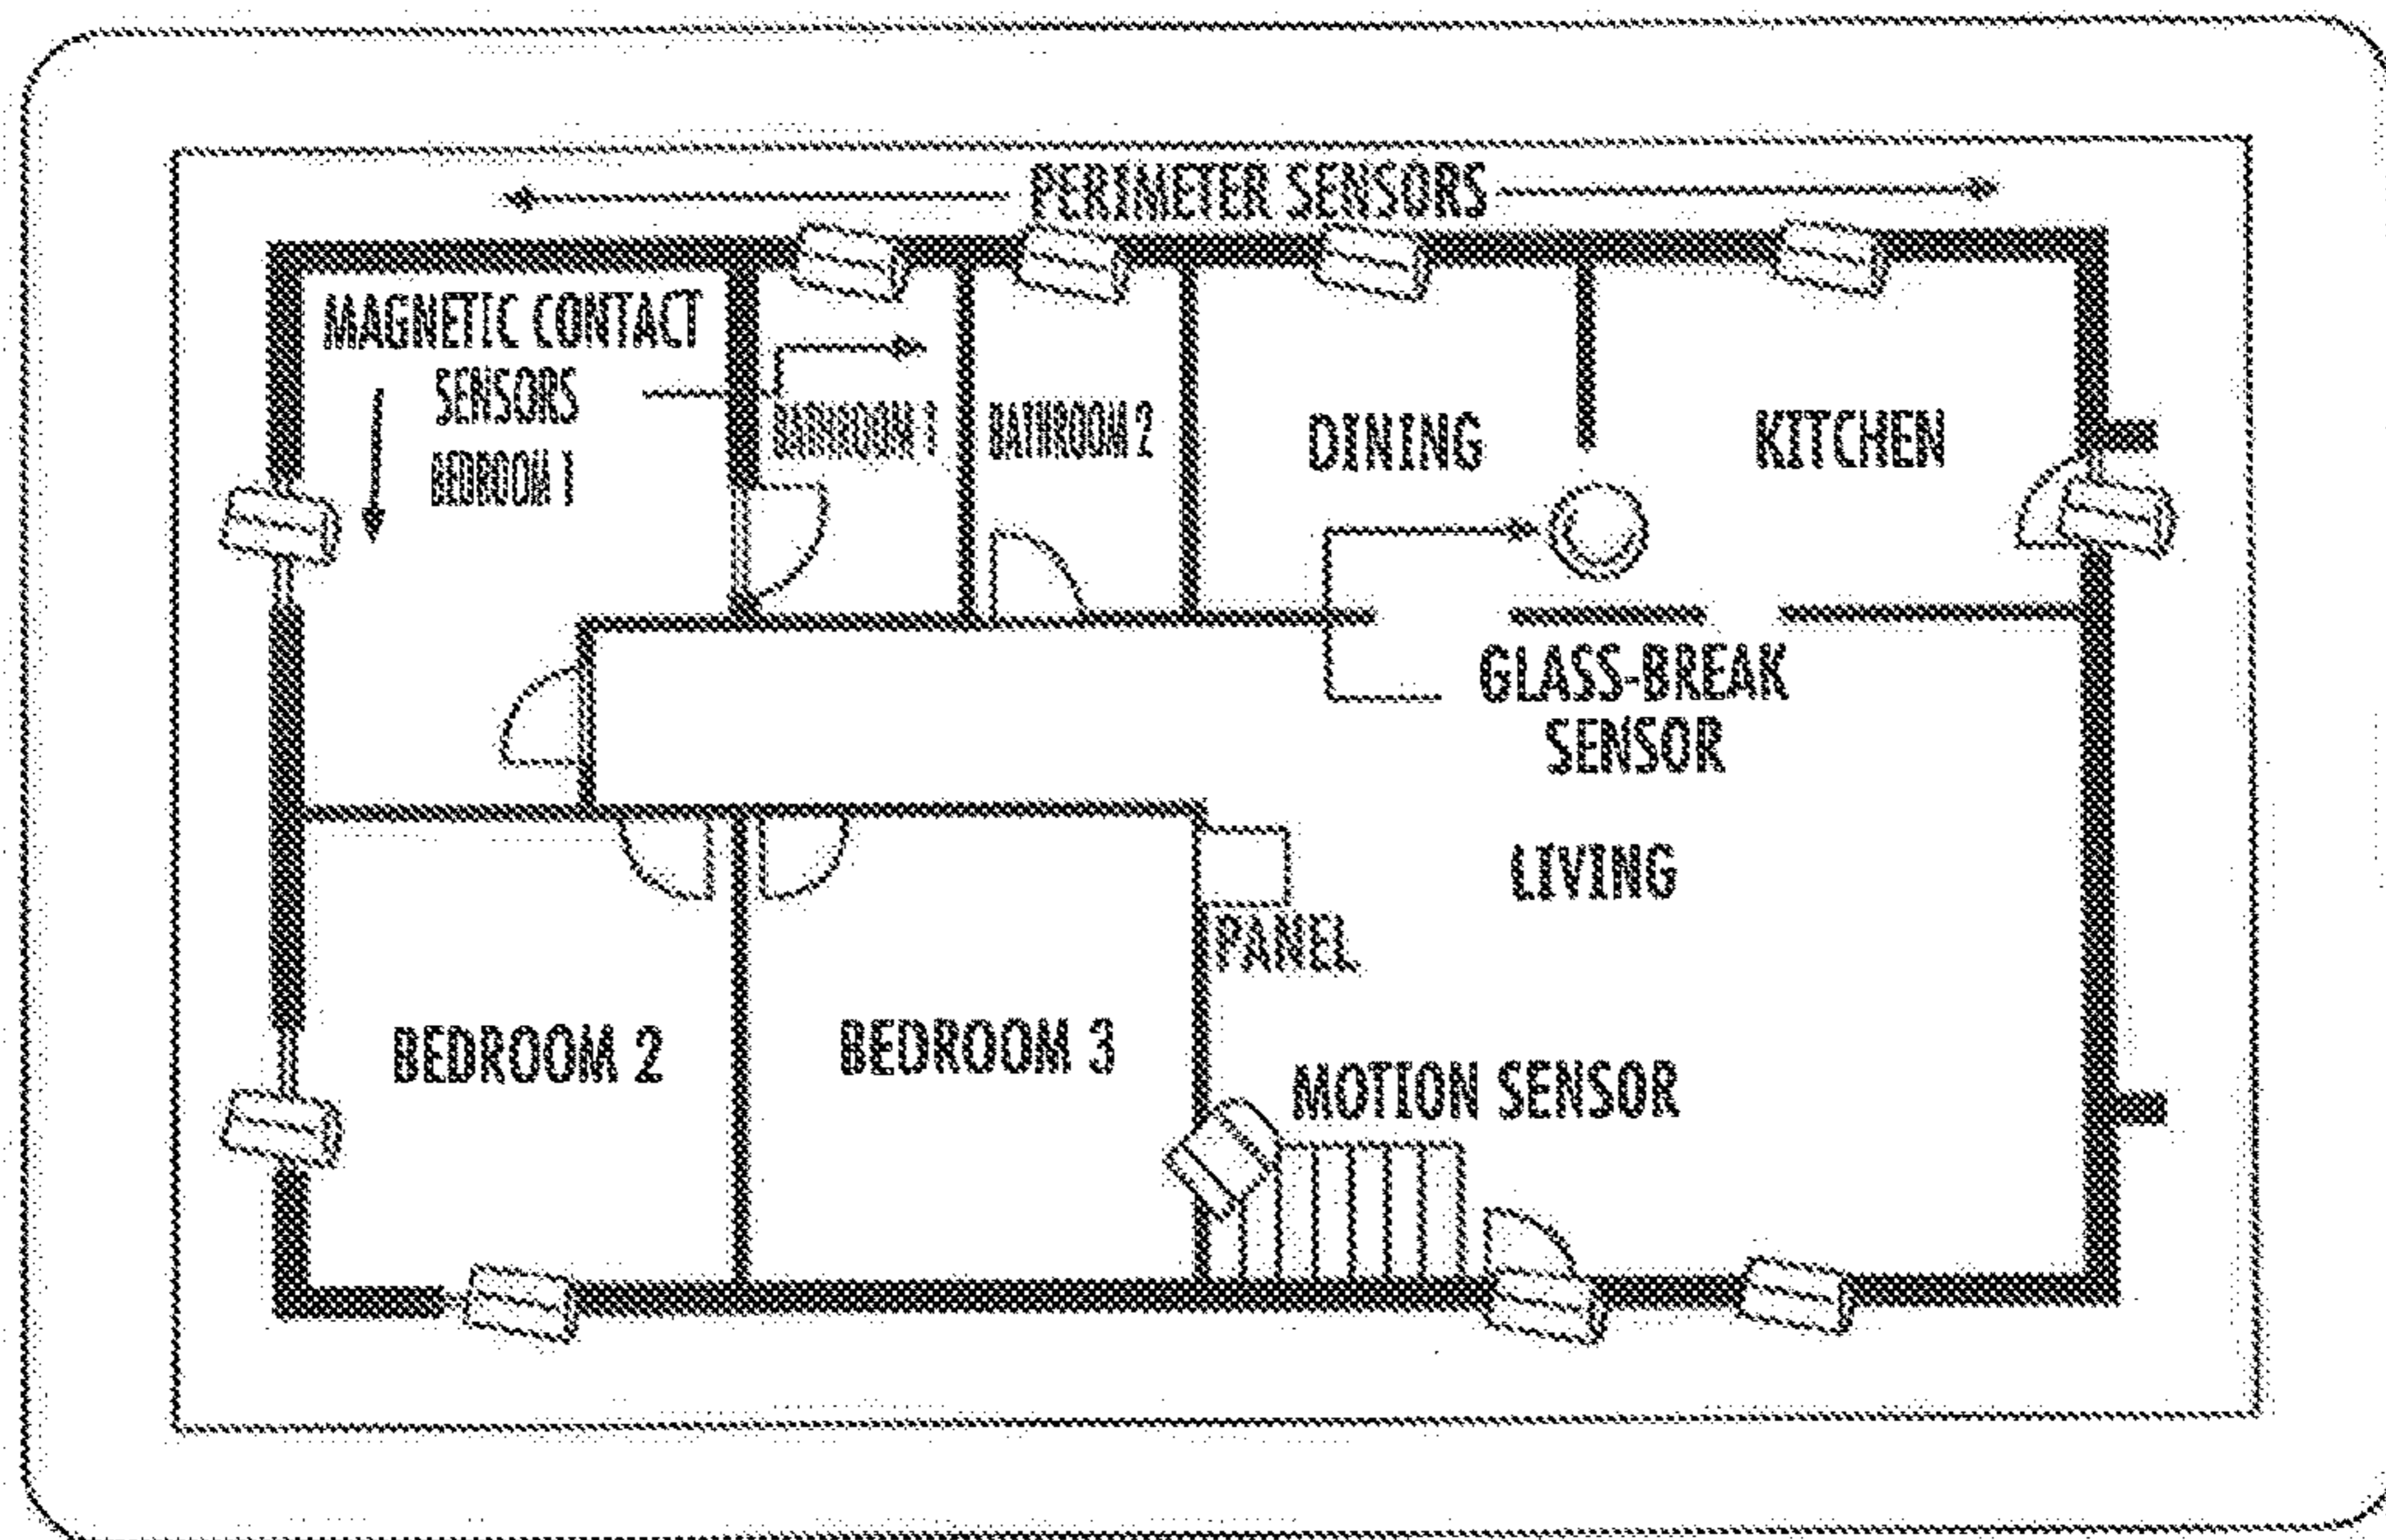 PERIMETER SENSORS
MAGNETIC CONTACT
SENSORS
BEDROOM 1
BATHROOM 1
BATHROOM 2
DINING
KITCHEN
GLASS-BREAK
SENSOR
LIVING
PANEL
BEDROOM 2
BEDROOM 3
MOTION SENSOR